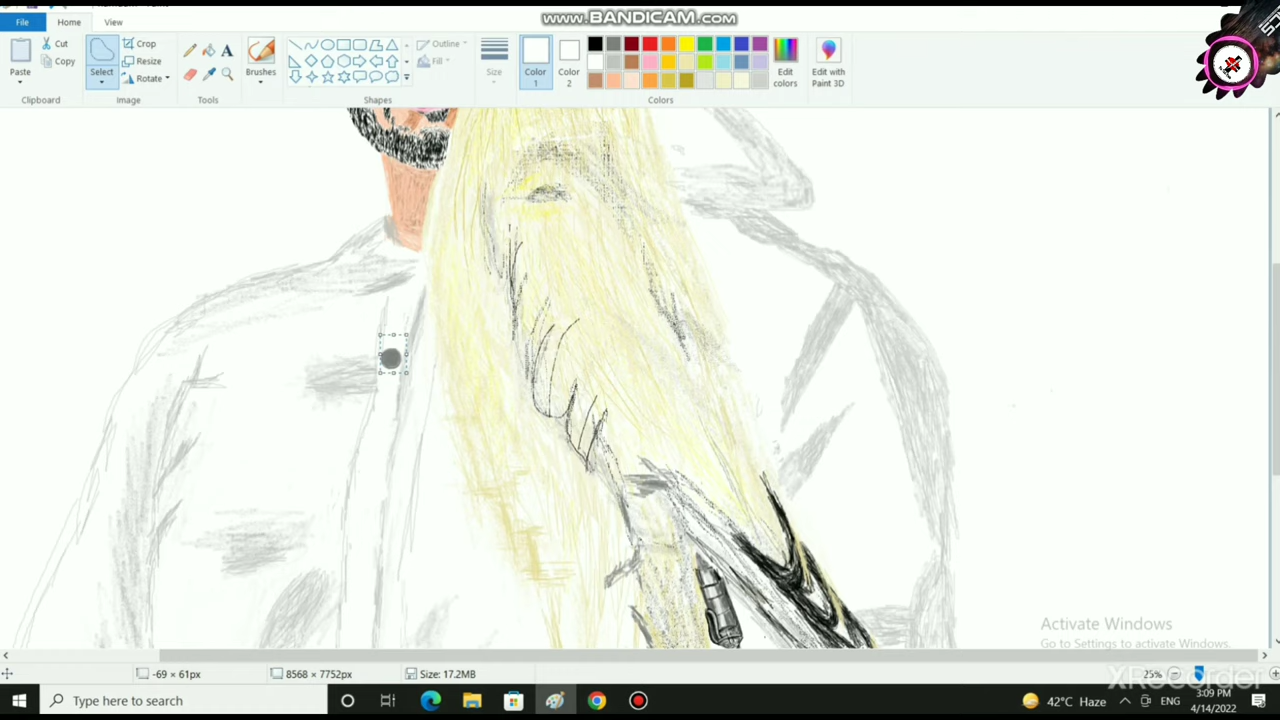 www.BANDICAM.com
File
Home
View
Cut
Crop
Copy
Resize
Paste
Select
Rotate
Brushes
Outline
Fill
Size
Color
1
Color
2
Edit
colors
Edit with
Paint 3D
Clipboard
Image
Tools
Shapes
Colors
Activate Windows
Go to Settings to activate Windows.
-69 × 61px
8568 × 7752px
Size: 17.2MB
25%
XRecorder
Type here to search
42°C Haze
ENG
3:09 PM
4/14/2022